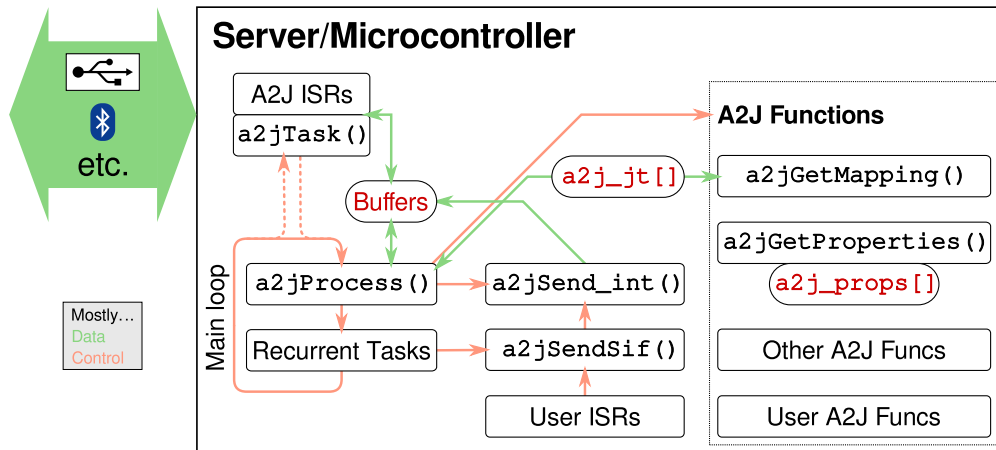 Server/Microcontroller
etc.
A2J ISRs
a2jTask()
Buffers
Main loop
a2jProcess()
Recurrent Tasks
a2jSend_int()
a2jSendSif()
User ISRs
a2j_jt[]
A2J Functions
a2jGetMapping()
a2jGetProperties()
a2j_props[]
Other A2J Funcs
User A2J Funcs
Mostly...
Data
Control